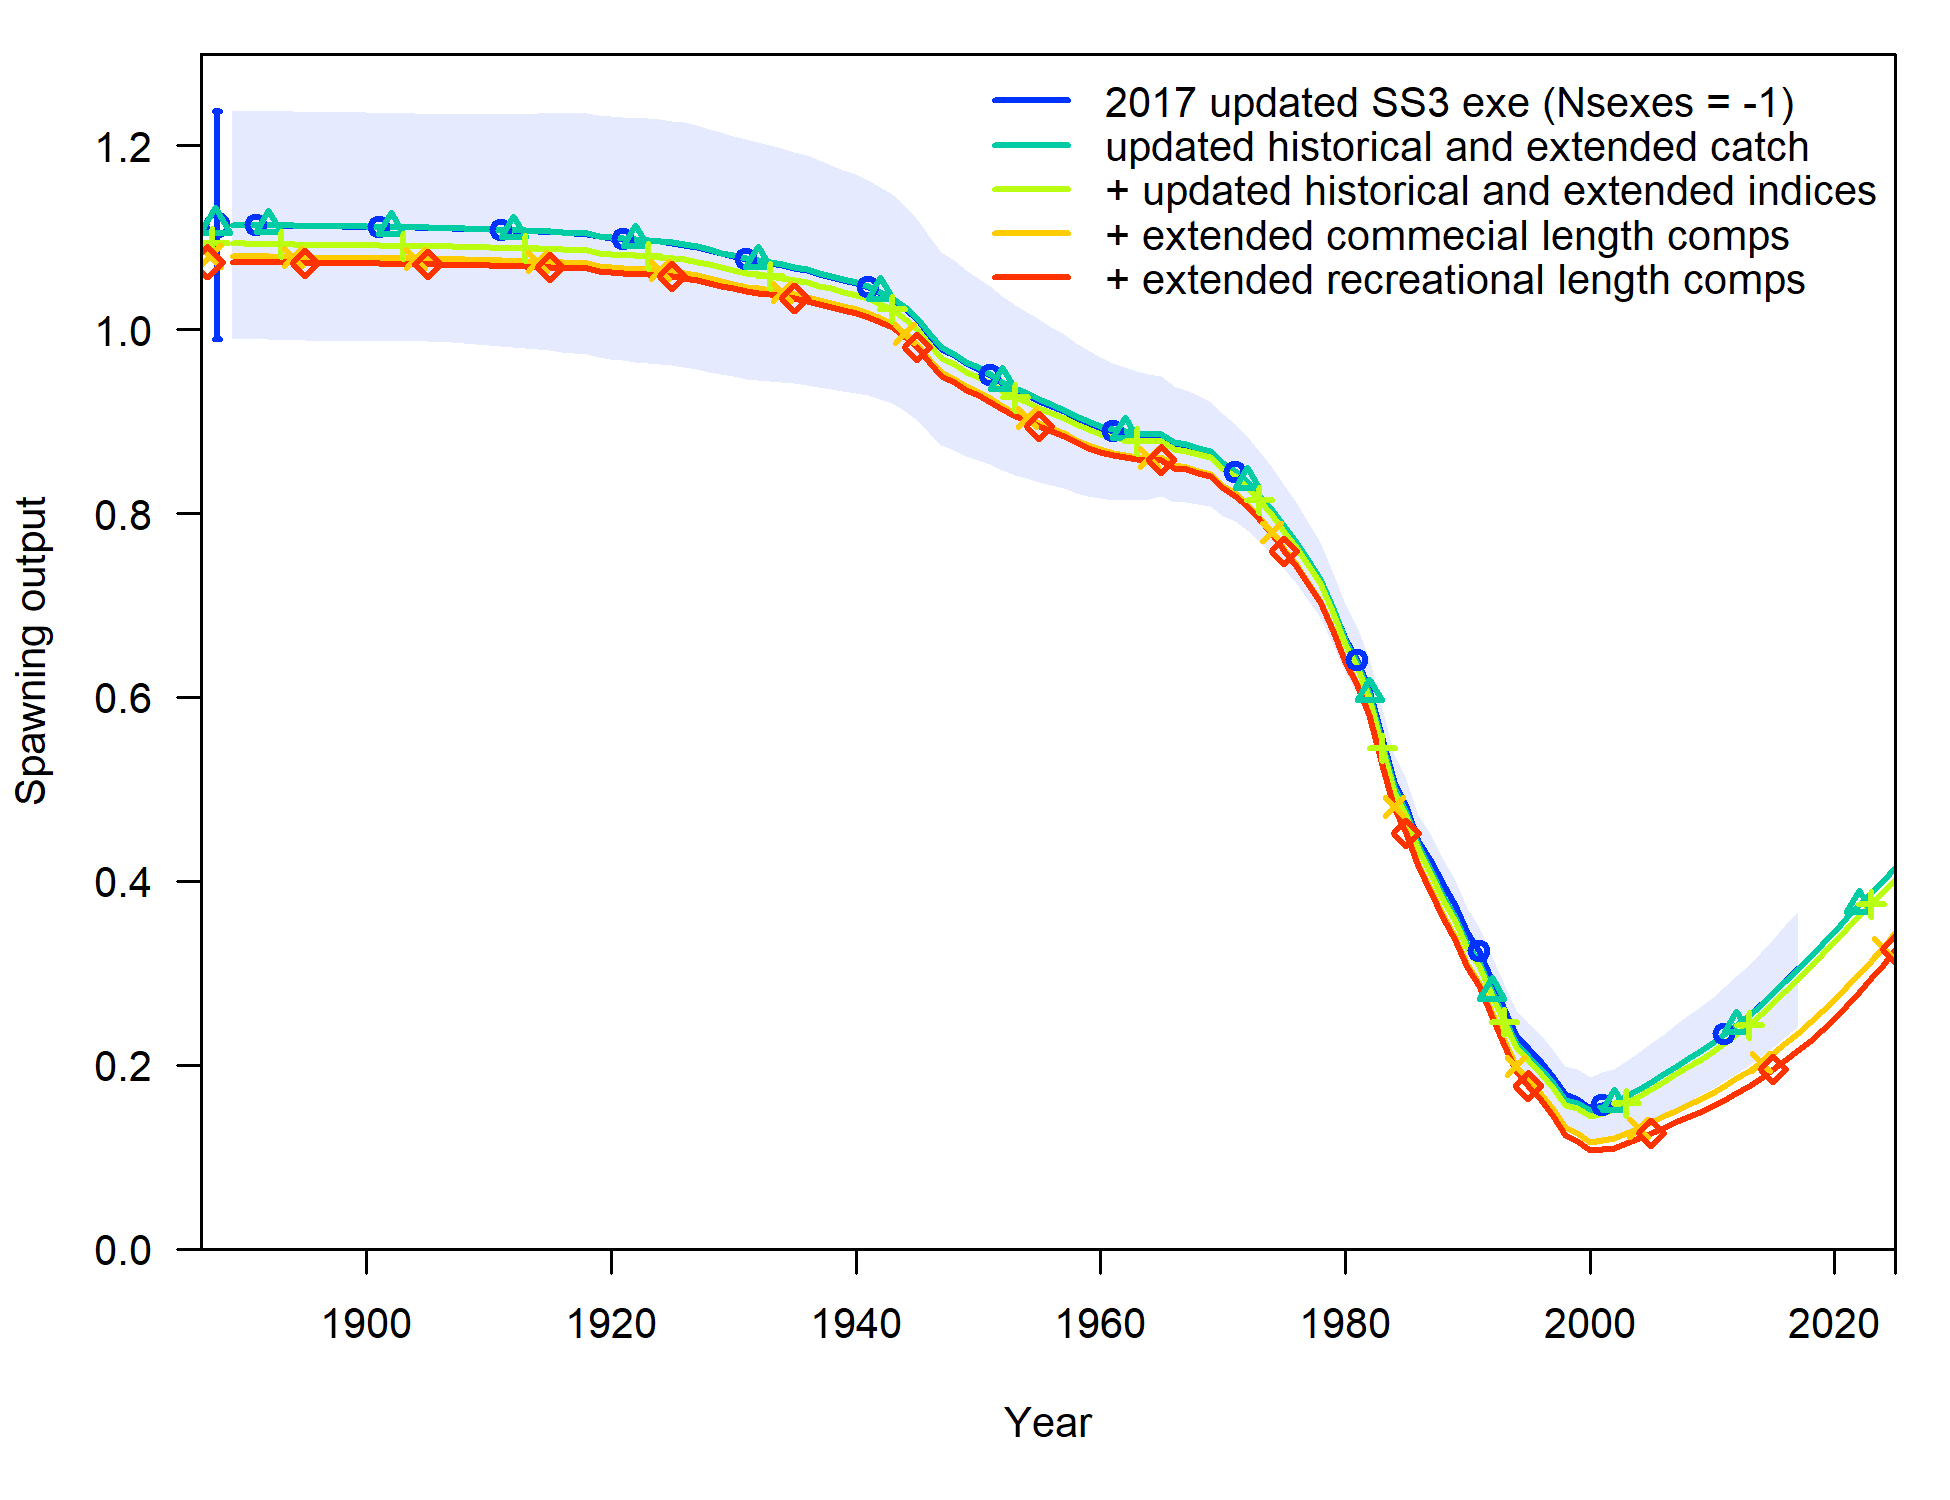 2017 updated SS3 exe (Nsexes = -1)
updated historical and extended catch
+ updated historical and extended indices
+ extended commecial length comps
+ extended recreational length comps
Spawning output
1.2
1.0
0.8
0.6
0.4
0.2
0.0
1900 1920 1940 1960 1980 2000 2020
Year